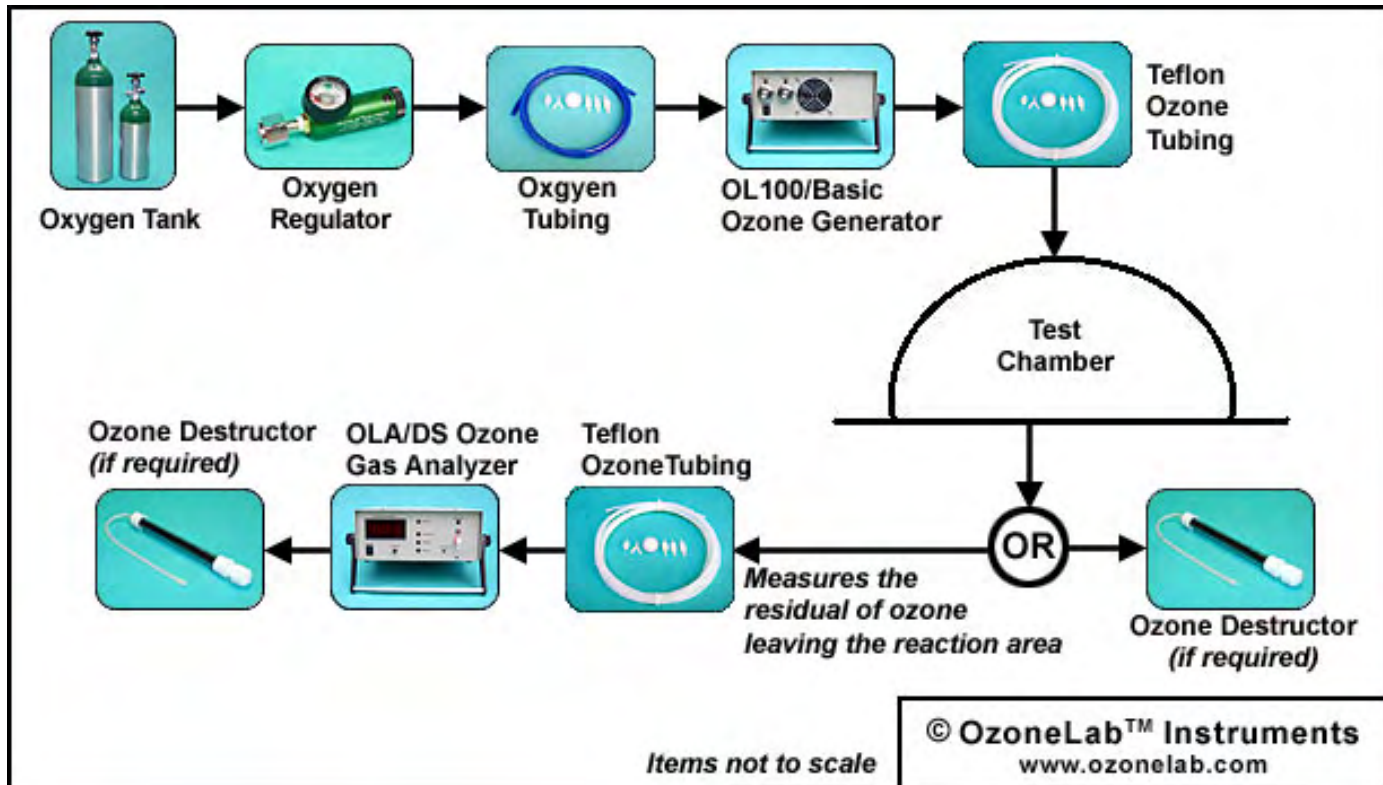 Oxygen Tank
Oxygen
Regulator
Oxgyen
Tubing
OL100/Basic
Ozone Generator
Teflon
Ozone
Tubing
Test
Chamber
Ozone Destructor
(if required)
OLA/DS Ozone
Gas Analyzer
Teflon
OzoneTubing
OR
Measures the
residual of ozone
leaving the reaction area
Ozone Destructor
(if required)
Items not to scale
© OzoneLab™ Instruments
www.ozonelab.com